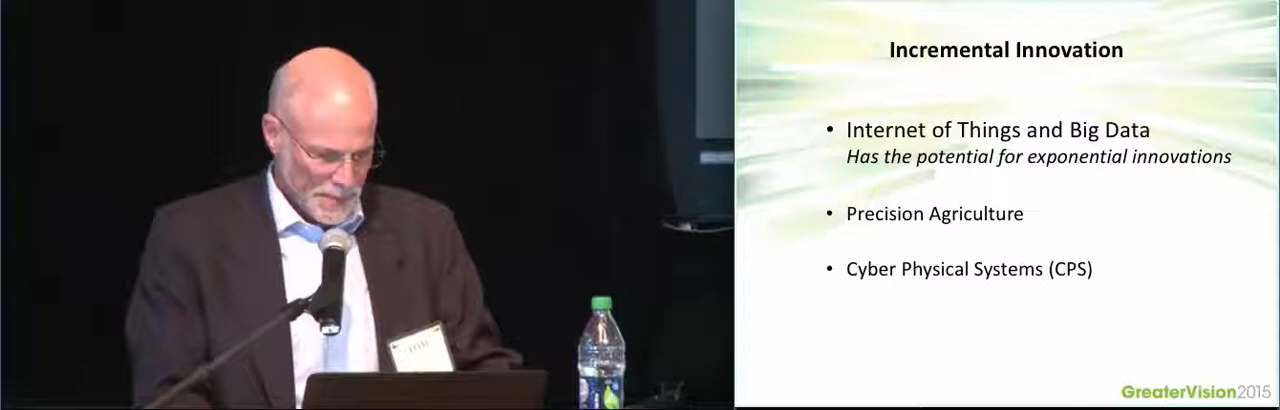 Incremental Innovation
• Internet of Things and Big Data
Has the potential for exponential innovations
• Precision Agriculture
• Cyber Physical Systems (CPS)
GreaterVision2015